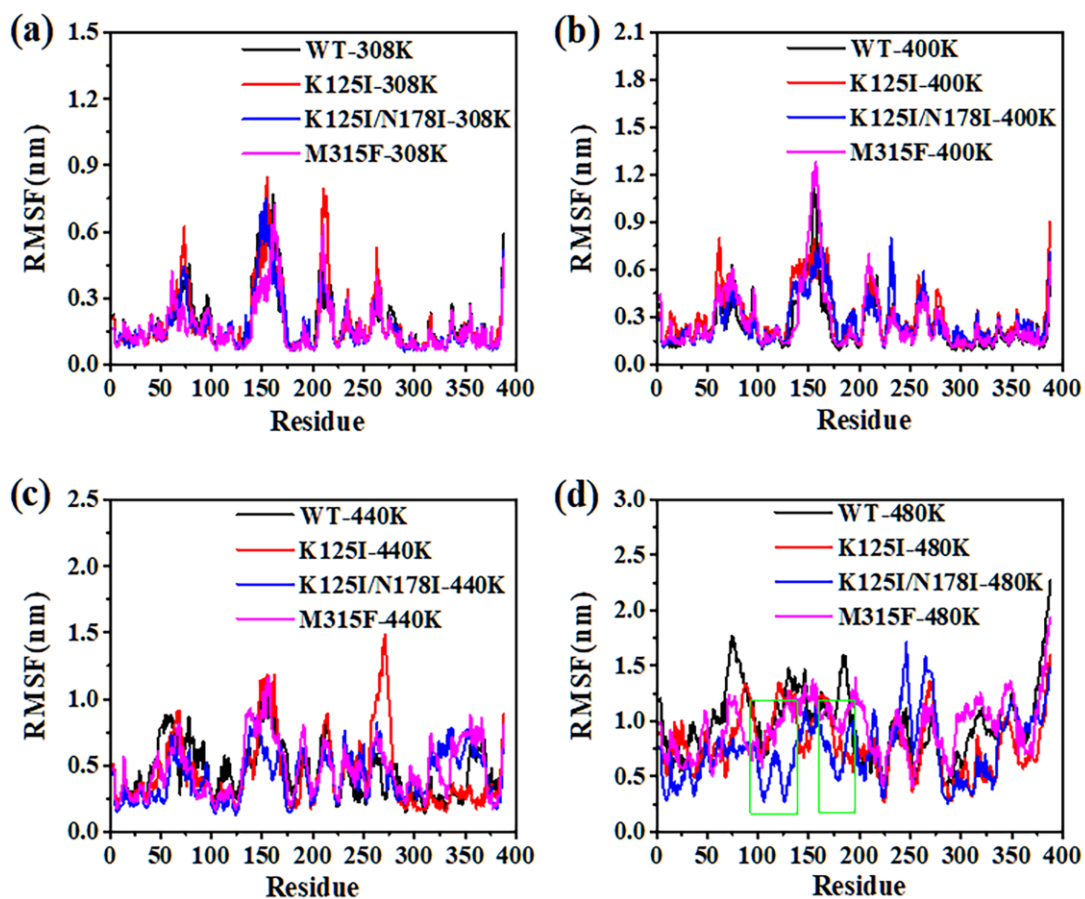 (a)
1.5
1.2
0.9
0.6
0.3
0.0
RMSF(nm)
WT-308K
K125I-308K
K125I/N178I-308K
M315F-308K
0 50 100 150 200 250 300 350 400
Residue
(b)
2.1
1.8
1.5
1.2
0.9
0.6
0.3
0.0
RMSF(nm)
WT-400K
K125I-400K
K125I/N178I-400K
M315F-400K
0 50 100 150 200 250 300 350 400
Residue
(c)
2.5
2.0
1.5
1.0
0.5
0.0
RMSF(nm)
WT-440K
K125I-440K
K125I/N178I-440K
M315F-440K
0 50 100 150 200 250 300 350 400
Residue
(d)
3.0
2.5
2.0
1.5
1.0
0.5
0.0
RMSF(nm)
WT-480K
K125I-480K
K125I/N178I-480K
M315F-480K
0 50 100 150 200 250 300 350 400
Residue